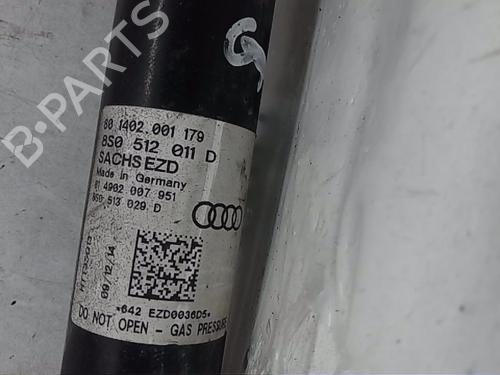 80 1402 001 179
8S0 512 011 D
SACHS EZD
Made in Germany
81 4902 007 951
8S0 513 029 D
09/12/14
*642 EZD0036D5*
DO NOT OPEN - GAS PRESSURE
G
B-PARTS